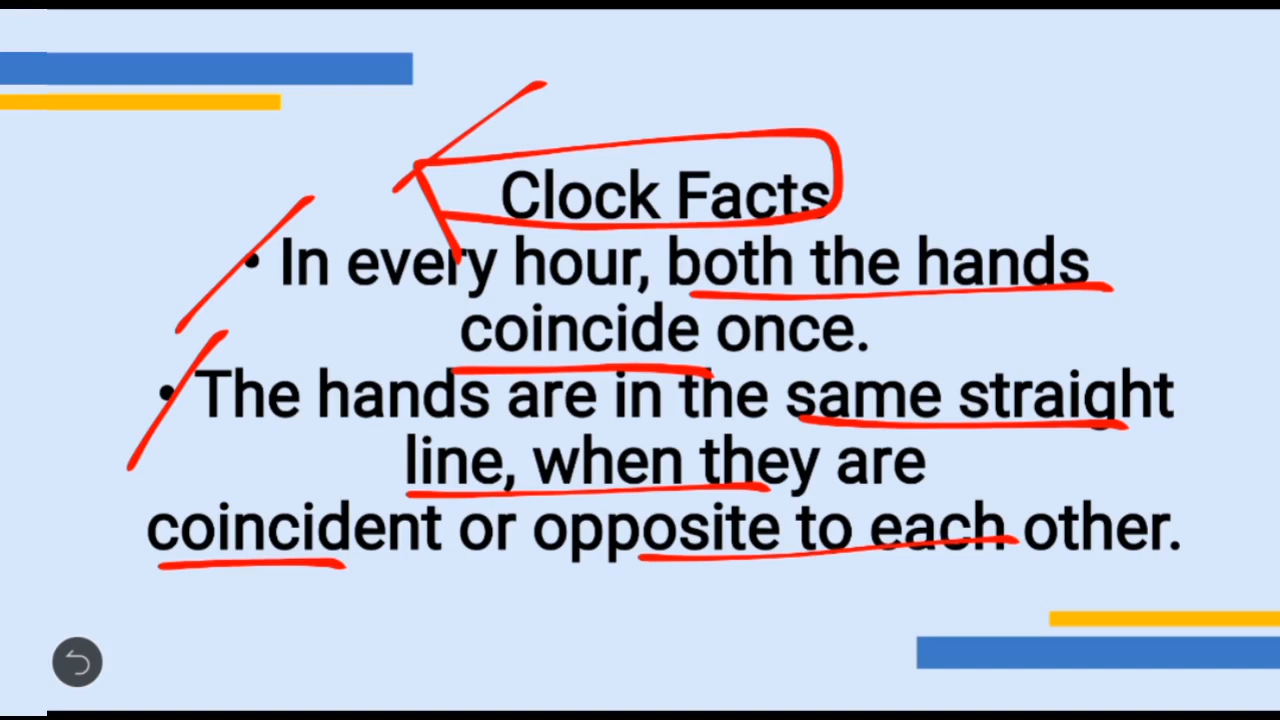 Clock Facts
• In every hour, both the hands
coincide once.
• The hands are in the same straight
line, when they are
coincident or opposite to each other.